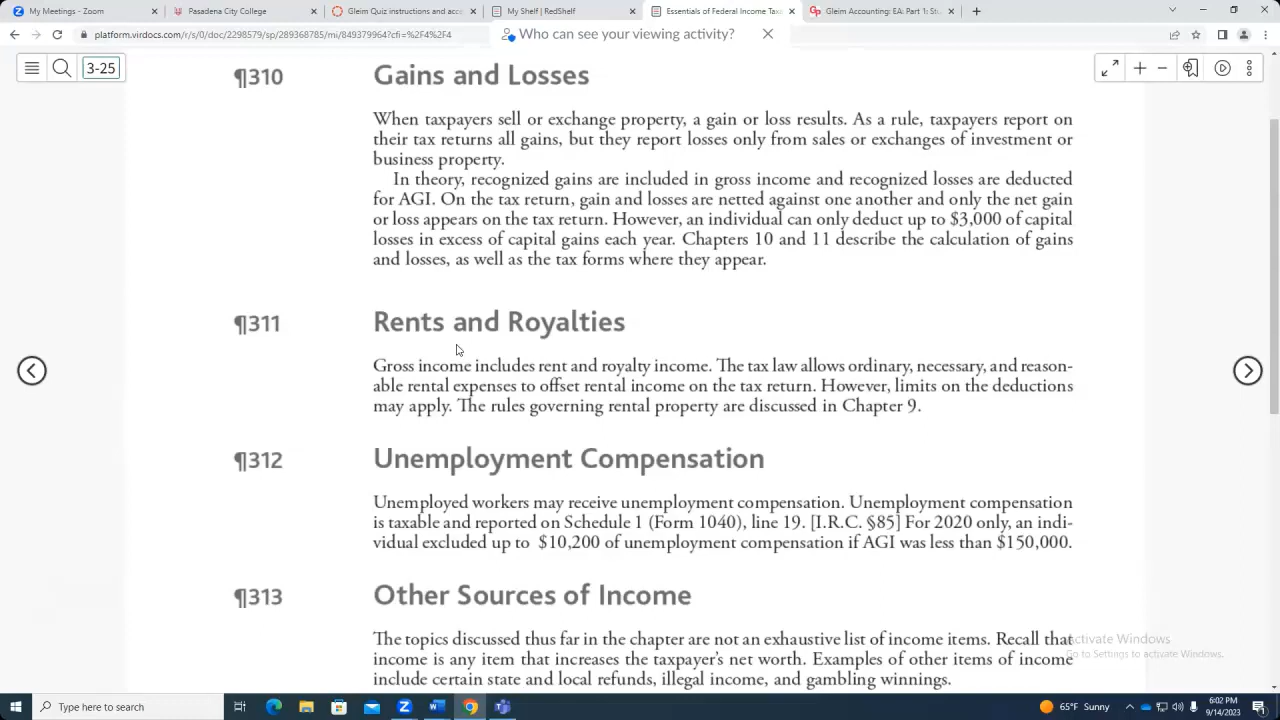 My Meetings - Zoom
Pasadena City College
Gleim Quiz instructions and acce
My Shelf | RedShelf
Essentials of Federal Income Tax
Gleim Accounting: EA: Part 1: St
platform.virdocs.com/r/s/0/doc/2298579/sp/289368785/mi/849379964?cfi=%2F4%2F4
Who can see your viewing activity?
3-25
¶310 Gains and Losses
When taxpayers sell or exchange property, a gain or loss results. As a rule, taxpayers report on
their tax returns all gains, but they report losses only from sales or exchanges of investment or
business property.
In theory, recognized gains are included in gross income and recognized losses are deducted
for AGI. On the tax return, gain and losses are netted against one another and only the net gain
or loss appears on the tax return. However, an individual can only deduct up to $3,000 of capital
losses in excess of capital gains each year. Chapters 10 and 11 describe the calculation of gains
and losses, as well as the tax forms where they appear.
¶311 Rents and Royalties
Gross income includes rent and royalty income. The tax law allows ordinary, necessary, and reason-
able rental expenses to offset rental income on the tax return. However, limits on the deductions
may apply. The rules governing rental property are discussed in Chapter 9.
¶312 Unemployment Compensation
Unemployed workers may receive unemployment compensation. Unemployment compensation
is taxable and reported on Schedule 1 (Form 1040), line 19. [I.R.C. §85] For 2020 only, an indi-
vidual excluded up to $10,200 of unemployment compensation if AGI was less than $150,000.
¶313 Other Sources of Income
The topics discussed thus far in the chapter are not an exhaustive list of income items. Recall that
income is any item that increases the taxpayer's net worth. Examples of other items of income
include certain state and local refunds, illegal income, and gambling winnings.
Activate Windows
Go to Settings to activate Windows.
Type here to search
65°F Sunny
6:02 PM
9/14/2023